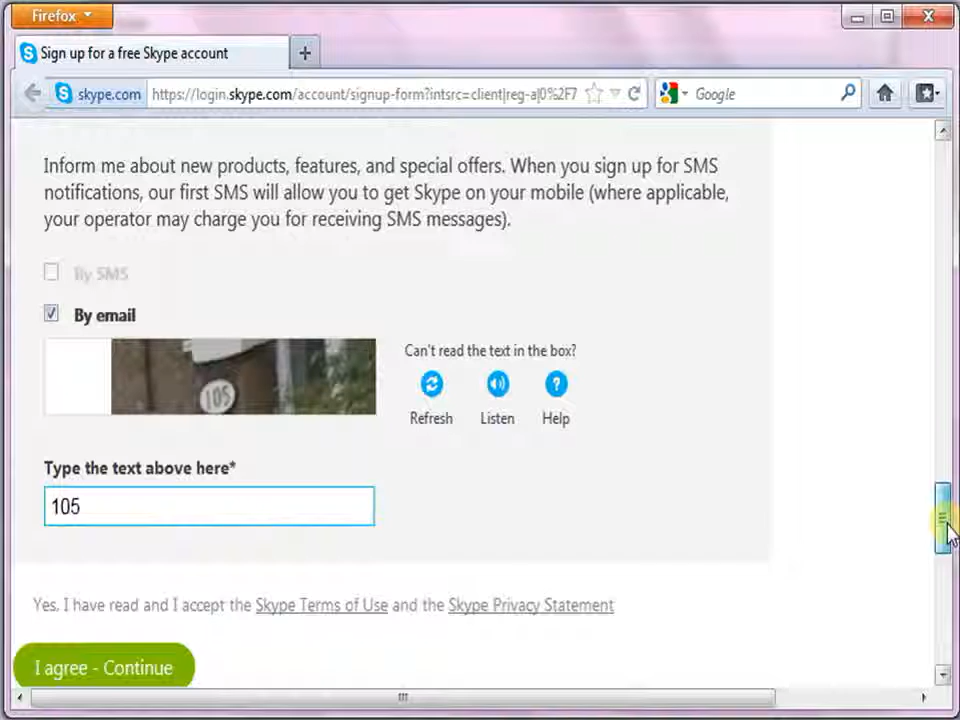 Firefox
Sign up for a free Skype account
skype.com https://login.skype.com/account/signup-form?intsrc=client|reg-a|0%2F7 Google
Inform me about new products, features, and special offers. When you sign up for SMS
notifications, our first SMS will allow you to get Skype on your mobile (where applicable,
your operator may charge you for receiving SMS messages).
By SMS
By email
105
Can't read the text in the box?
Refresh Listen Help
Type the text above here*
105
Yes, I have read and I accept the Skype Terms of Use and the Skype Privacy Statement
I agree - Continue